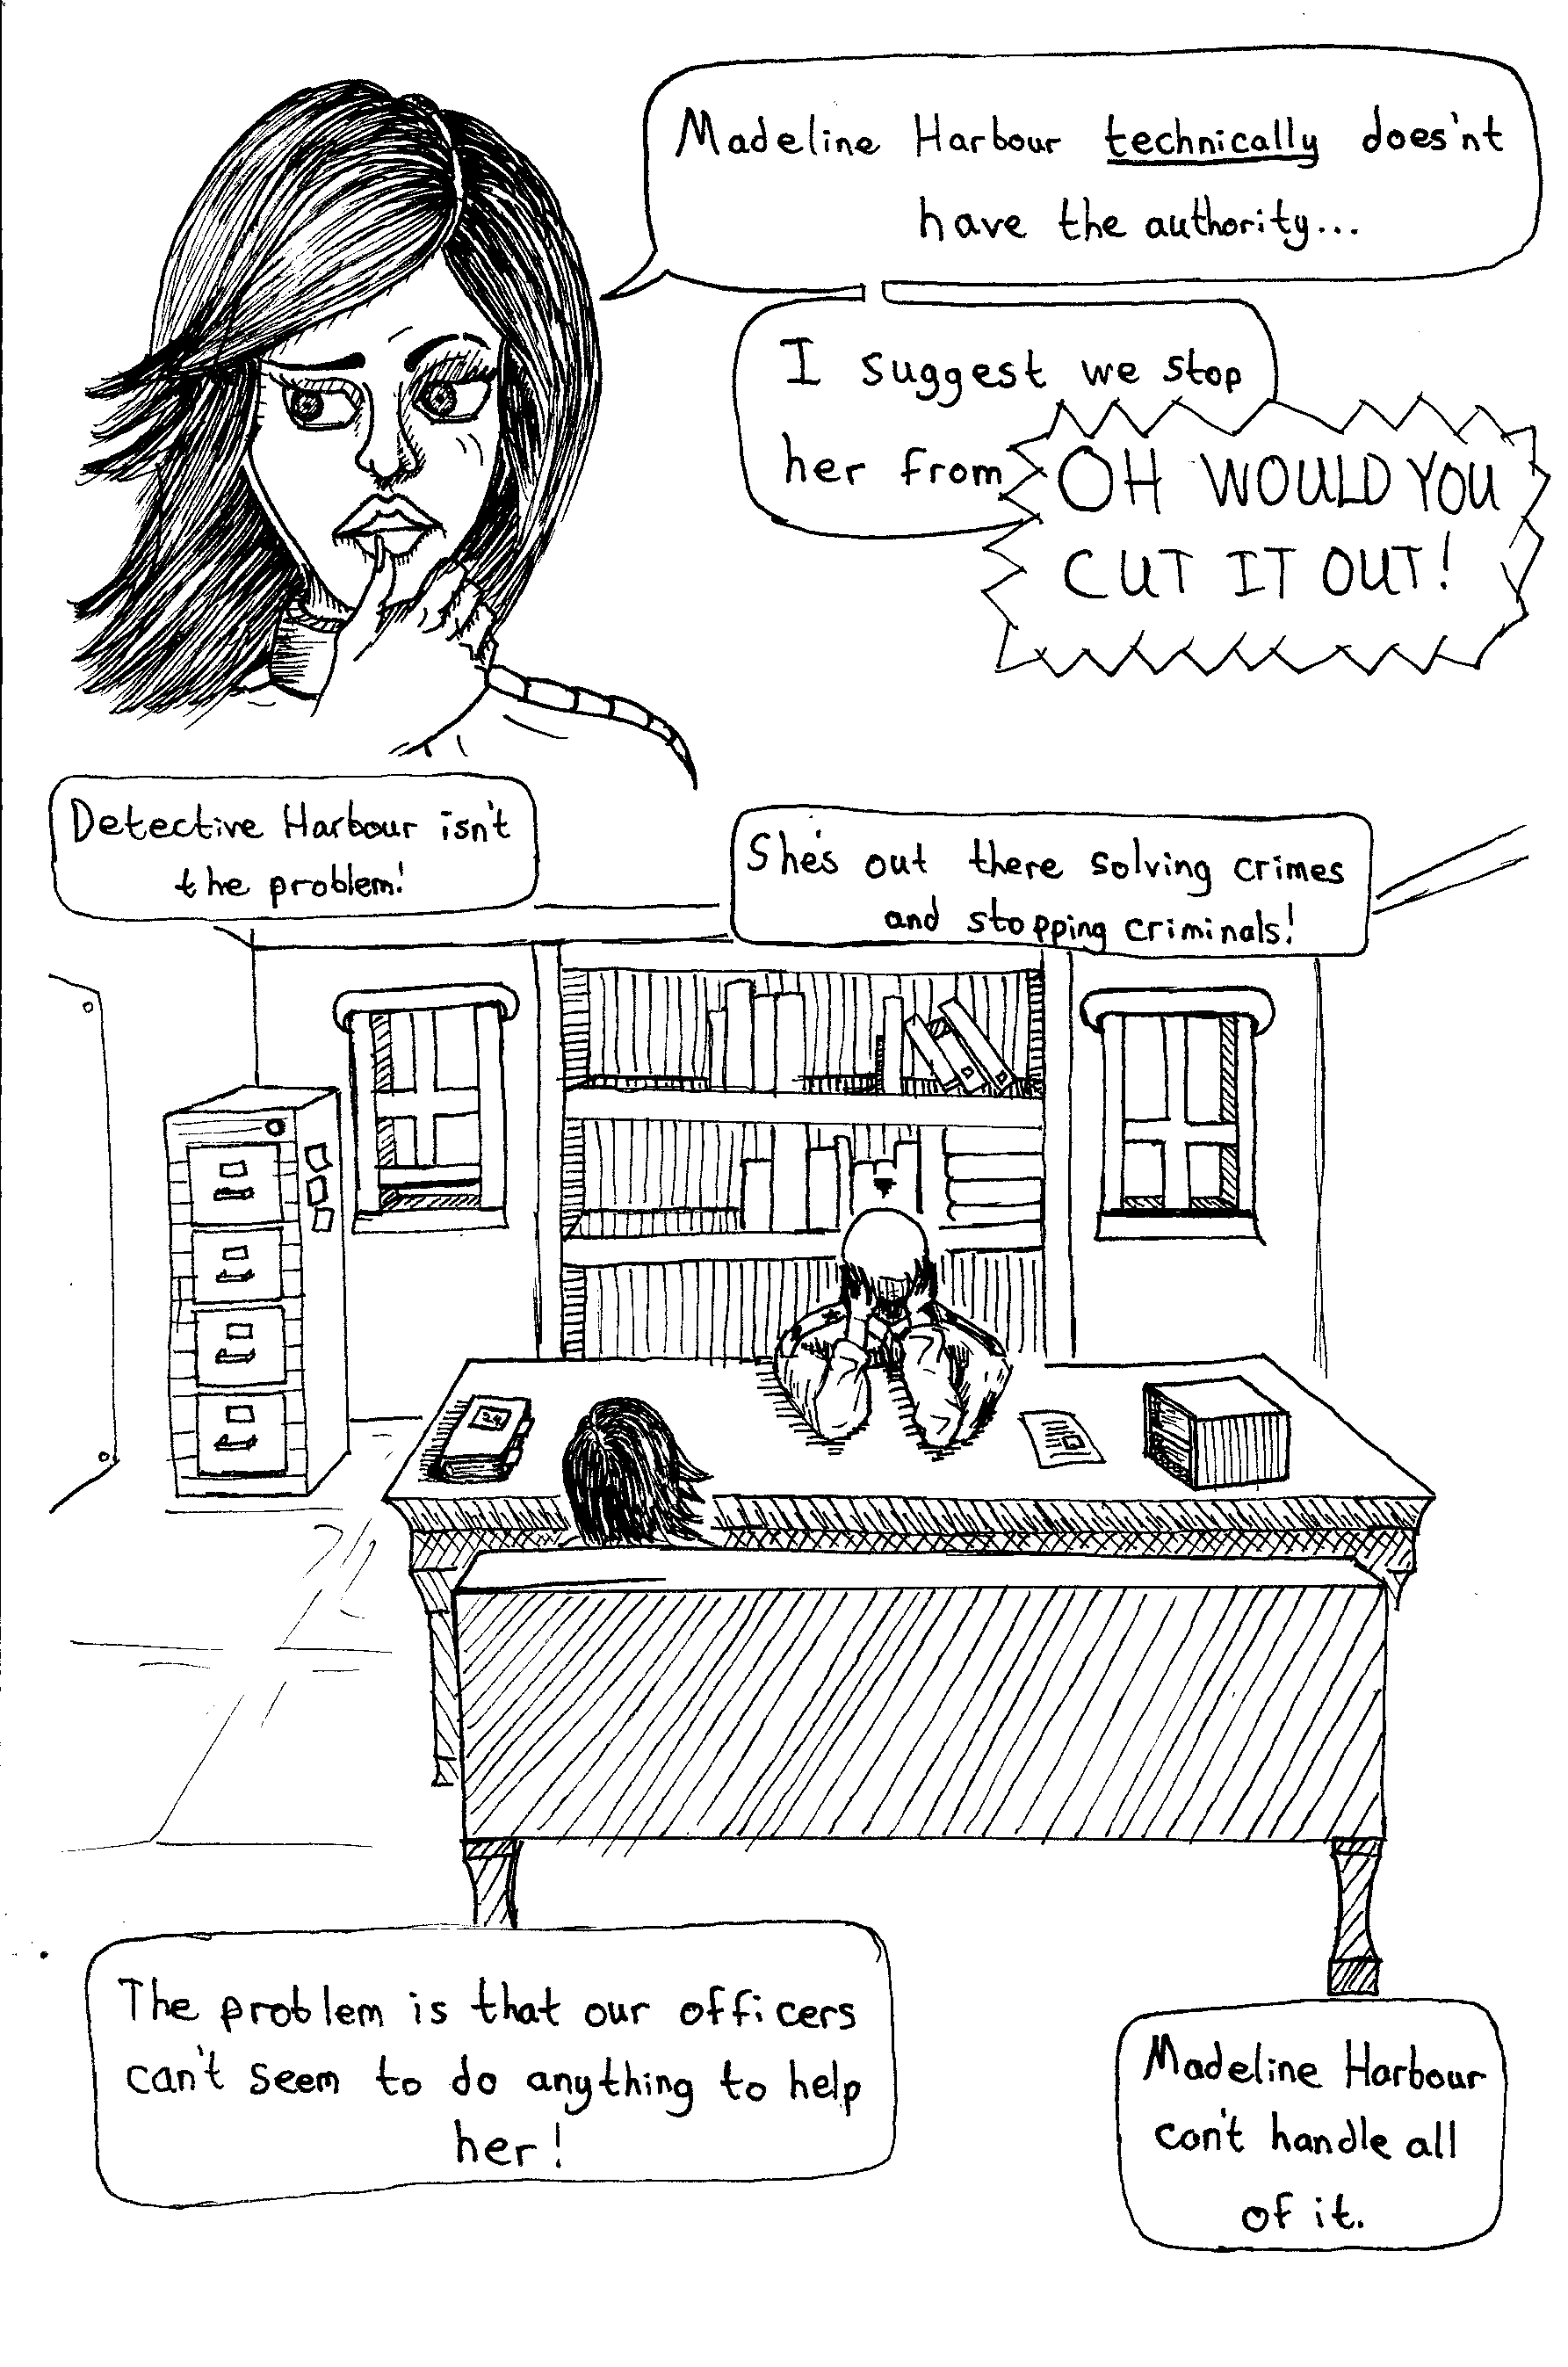 Madeline Harbour technically does'nt
have the authority...
I suggest we stop
her from
OH WOULD YOU
CUT IT OUT!
Detective Harbour isn't
the problem!
She's out there solving crimes
and stopping criminals!
The problem is that our officers
can't seem to do anything to help
her!
Madeline Harbour
can't handle all
of it.